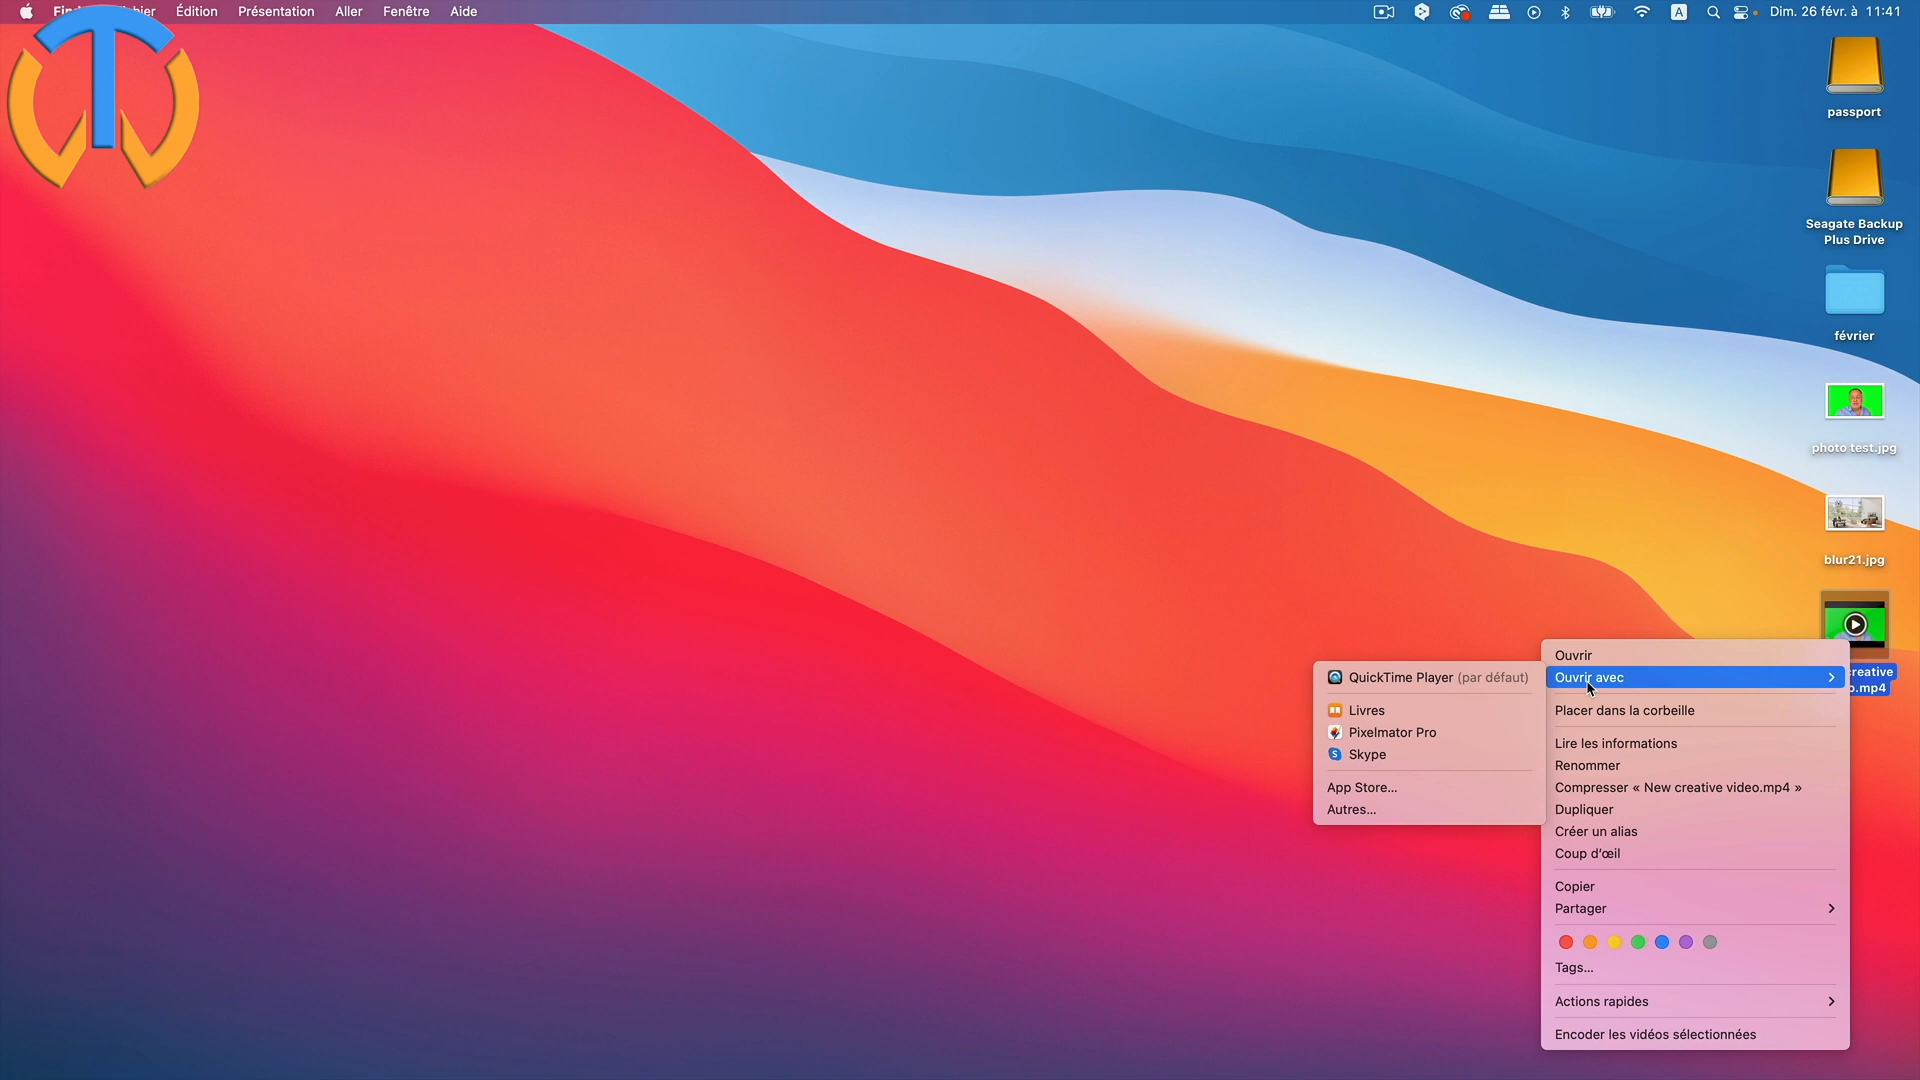 Édition Présentation Aller Fenêtre Aide
A Dim. 26 févr. à 11:41
passport
Seagate Backup
Plus Drive
février
photo test.jpg
blur21.jpg
QuickTime Player (par défaut)
Livres
Pixelmator Pro
Skype
App Store...
Autres...
Ouvrir
Ouvrir avec
Placer dans la corbeille
Lire les informations
Renommer
Compresser « New creative video.mp4 »
Dupliquer
Créer un alias
Coup d’œil
Copier
Partager
Tags...
Actions rapides
Encoder les vidéos sélectionnées